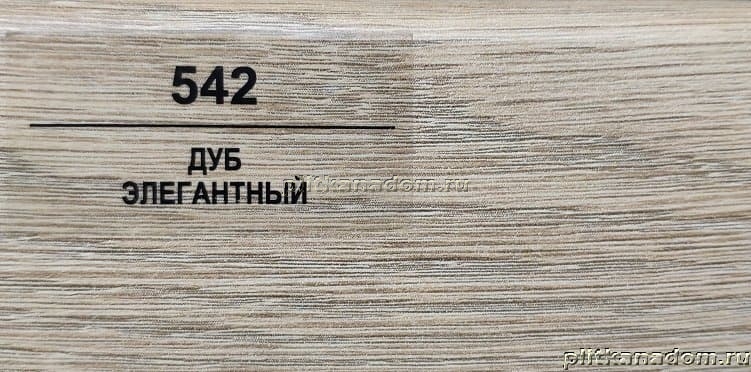 542
ДУБ
ЭЛЕГАНТНЫЙ
plitkanadom.ru
plitkanadom.ru